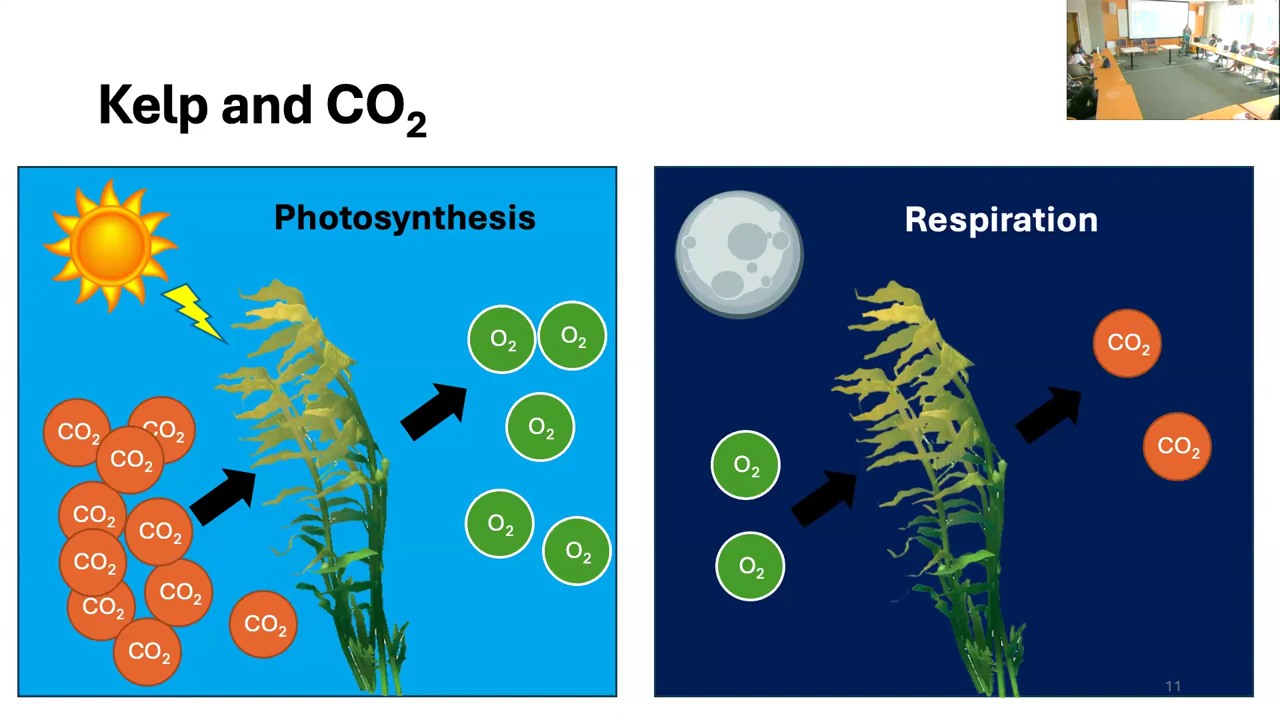 Kelp and CO₂
Photosynthesis
CO₂
CO₂
CO₂
CO₂
CO₂
CO₂
CO₂
CO₂
CO₂
CO₂
O₂
O₂
O₂
O₂
O₂
Respiration
O₂
O₂
CO₂
CO₂
11